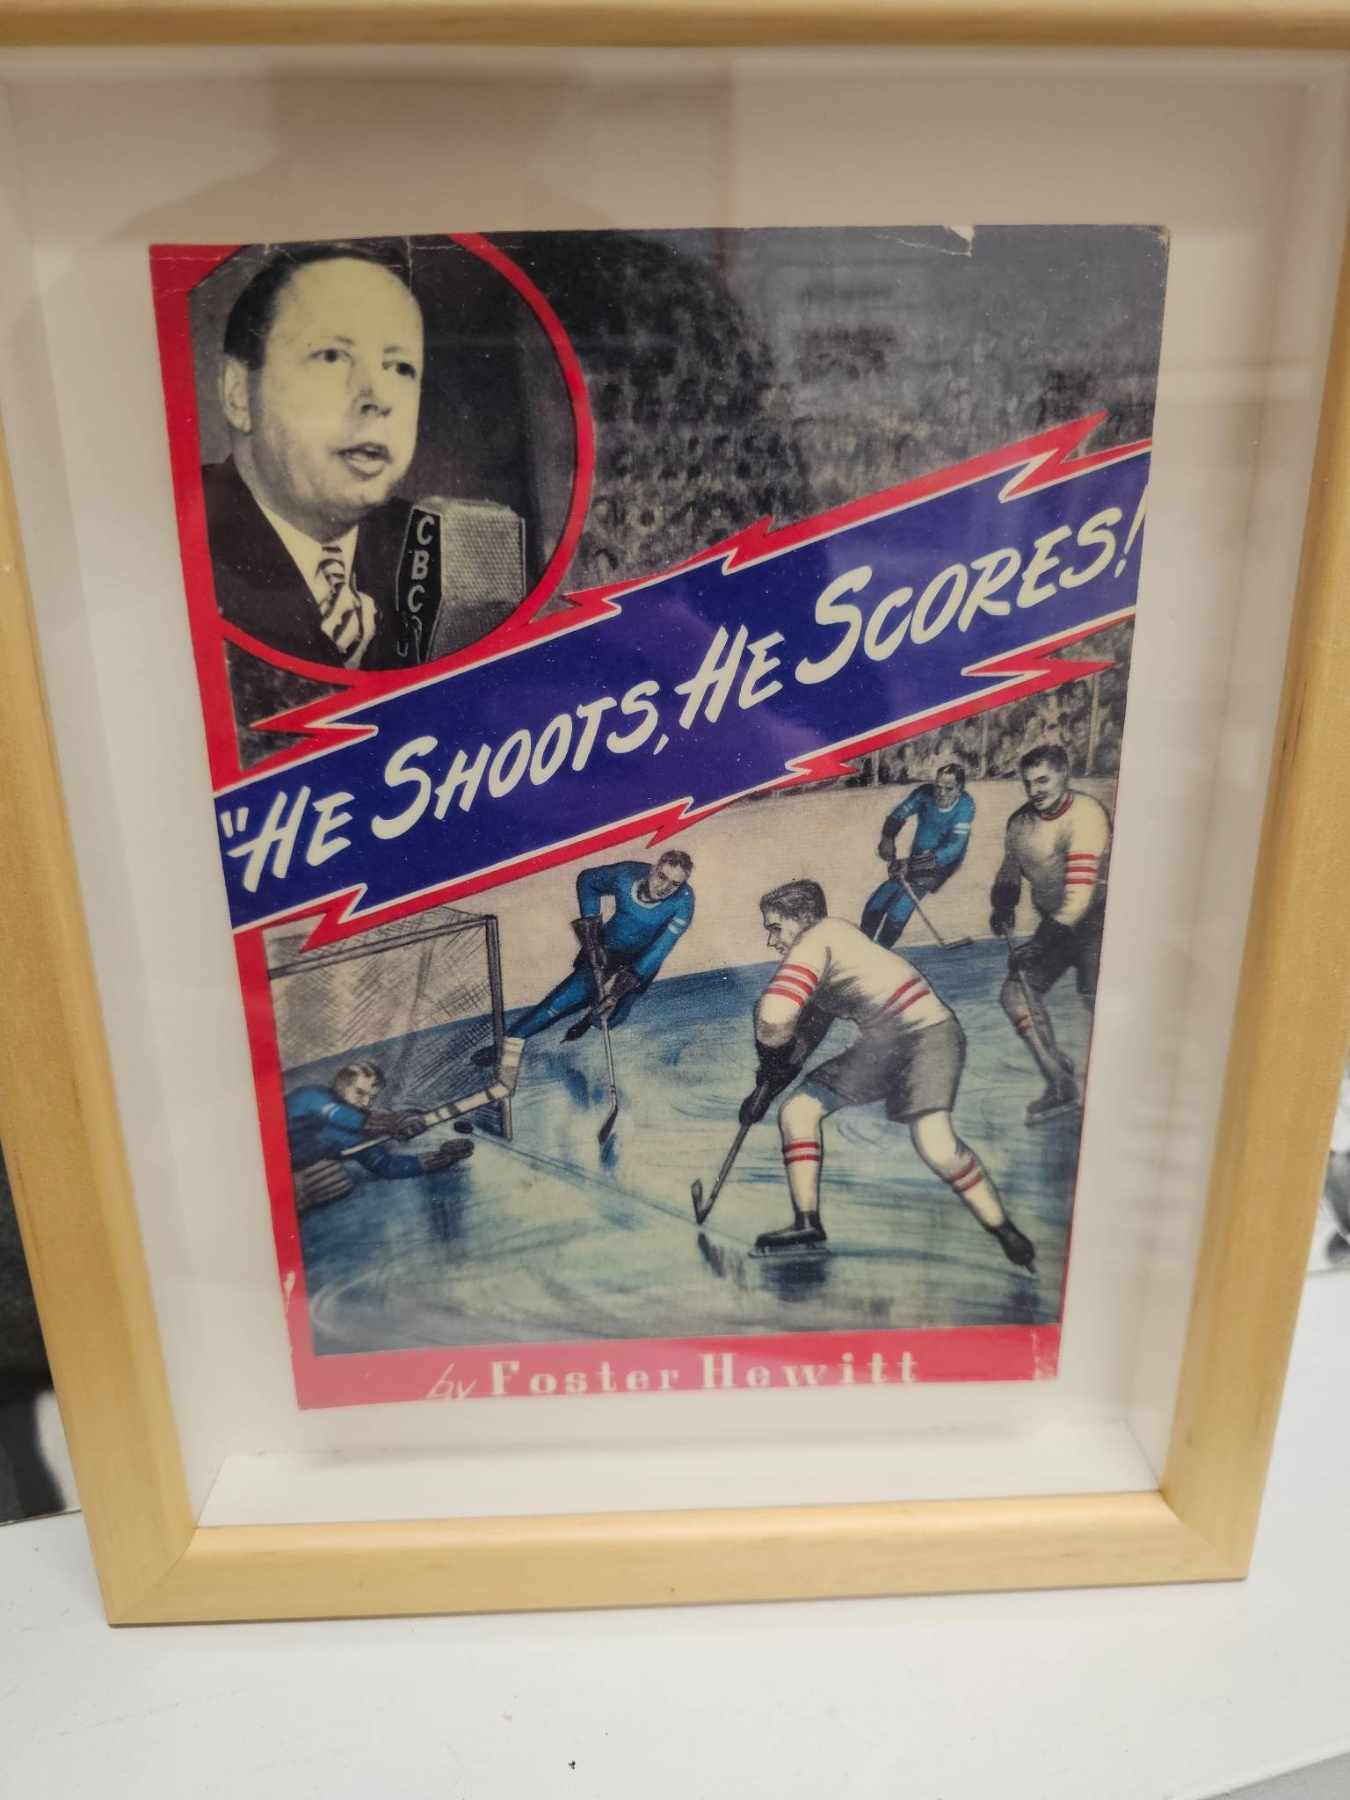 CBC
"HE SHOOTS, HE SCORES!
by Foster Hewitt